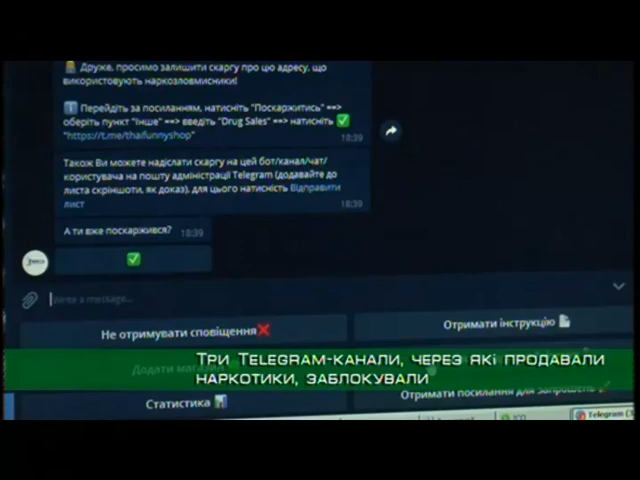 Друже, просимо залишити скаргу про цю адресу, що
використовують наркозловмисники!
Перейдіть за посиланням, натисніть "Поскаржитись" ==>
оберіть пункт "Інше" ==> введіть "Drug Sales" ==> натисніть ✅
"https://t.me/thaifunnyshop"
18:39
Також Ви можете надіслати скаргу на цей бот/канал/чат/
користувача на пошту адміністрації Telegram (додавайте до
листа скріншоти, як доказ), для цього натисність Відправити
лист
18:39
А ти вже поскаржився?
18:39
Write a message...
Не отримувати сповіщення❌
Отримати інструкцію
Три Telegram-канали, через які продавали
наркотики, заблокували
Додати
Статистика
Отримати посилання для запрошень
ICQ
Telegram